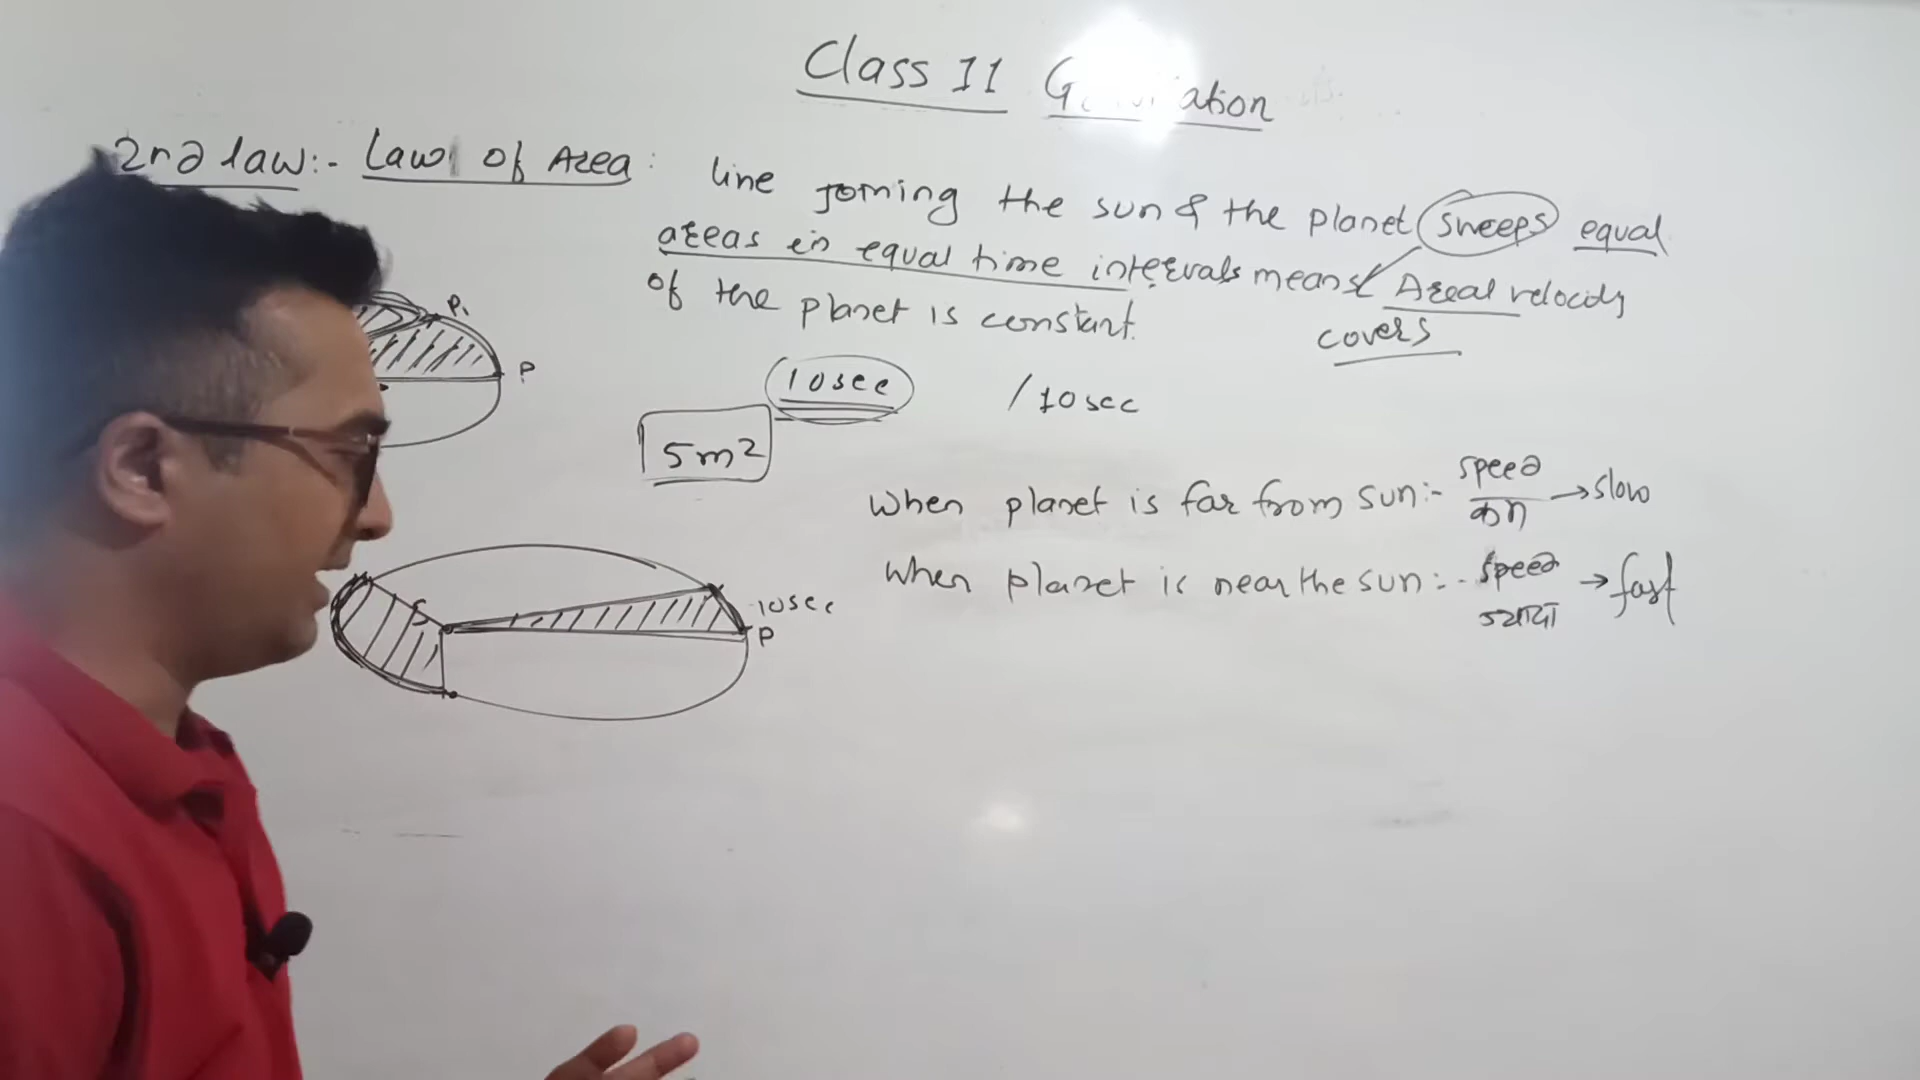 Class 11 Gravitation
2nd law:- Law of Area: line joining the sun & the planet sweeps equal
areas in equal time intervals means Areal velocity
of the planet is constant.
covers
P1
P
10sec /10sec
5m2
When planet is far from sun:- speed → slow
कम
When planet is near the sun:- speed → fast
ज्यादा
S
10sec
P